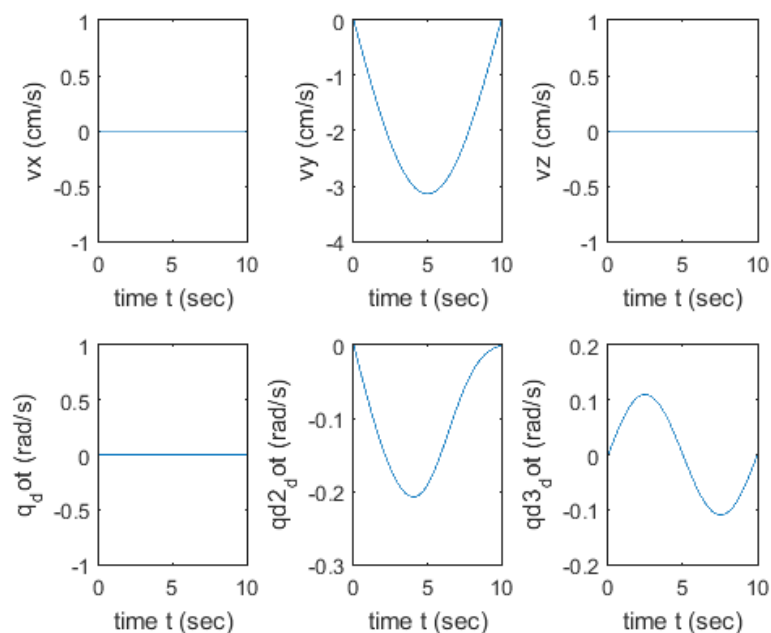 vx (cm/s)
1
0.5
0
-0.5
-1
0 5 10
time t (sec)
vy (cm/s)
0
-1
-2
-3
-4
0 5 10
time t (sec)
vz (cm/s)
1
0.5
0
-0.5
-1
0 5 10
time t (sec)
q_dot (rad/s)
1
0.5
0
-0.5
-1
0 5 10
time t (sec)
qd2_dot (rad/s)
0
-0.1
-0.2
-0.3
0 5 10
time t (sec)
qd3_dot (rad/s)
0.2
0.1
0
-0.1
-0.2
0 5 10
time t (sec)